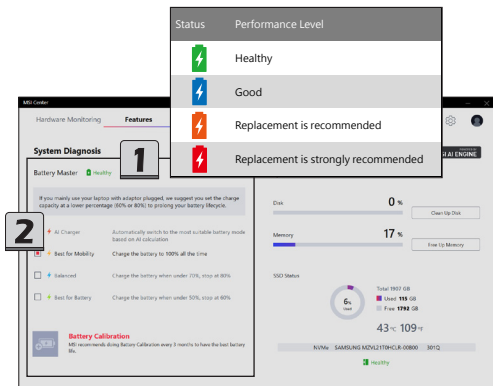 Status Performance Level
Healthy
Good
Replacement is recommended
Replacement is strongly recommended
MSI Center
Hardware Monitoring Features
System Diagnosis
1
AI ENGINE
Battery Master Healthy
If you mainly use your laptop with adaptor plugged, we suggest you set the charge
capacity at a lower percentage (60% or 80%) to prolong your battery lifecycle.
2
AI Charger Automatically switch to the most suitable battery mode
based on AI calculation
Best for Mobility Charge the battery to 100% all the time
Balanced Charge the battery when under 70%, stop at 80%
Best for Battery Charge the battery when under 50%, stop at 60%
Battery Calibration
MSI recommends doing Battery Calibration every 3 months to have the best battery
life.
Disk 0 %
Clean Up Disk
Memory 17 %
Free Up Memory
SSD Status
6%
Used
Total 1907 GB
Used 115 GB
Free 1792 GB
43°C 109°F
NVMe SAMSUNG MZVL21T0HCLR-00B00 301Q
Healthy